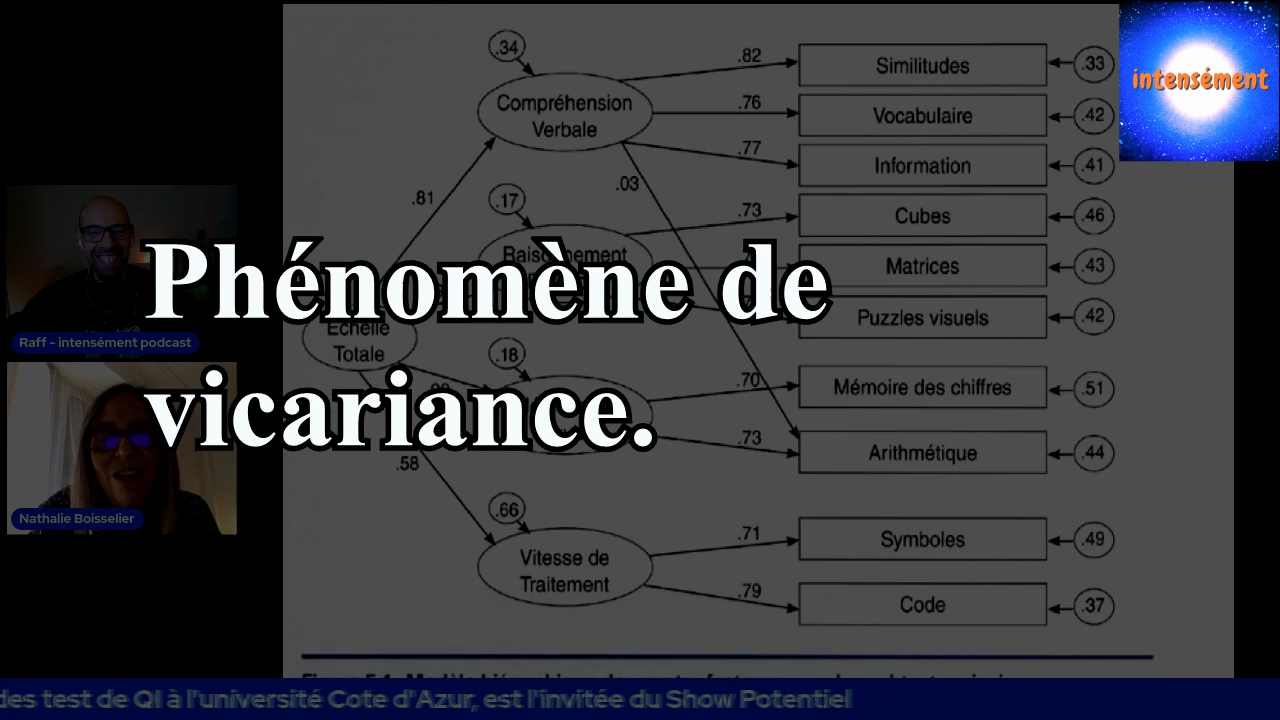 .34
Compréhension
Verbale
.82
Similitudes
.33
.76
Vocabulaire
.42
.77
Information
.41
.81
.03
.17
.73
Cubes
.46
intensément
Phénomène de
vicariance.
Matrices
.43
Puzzles visuels
.42
Raff - intensément podcast
Echelle
Totale
.18
.70
Mémoire des chiffres
.51
.73
Arithmétique
.44
.58
Nathalie Boisselier
.66
Vitesse de
Traitement
.71
Symboles
.49
.79
Code
.37
des test de QI à l'université Cote d'Azur, est l'invitée du Show Potentiel